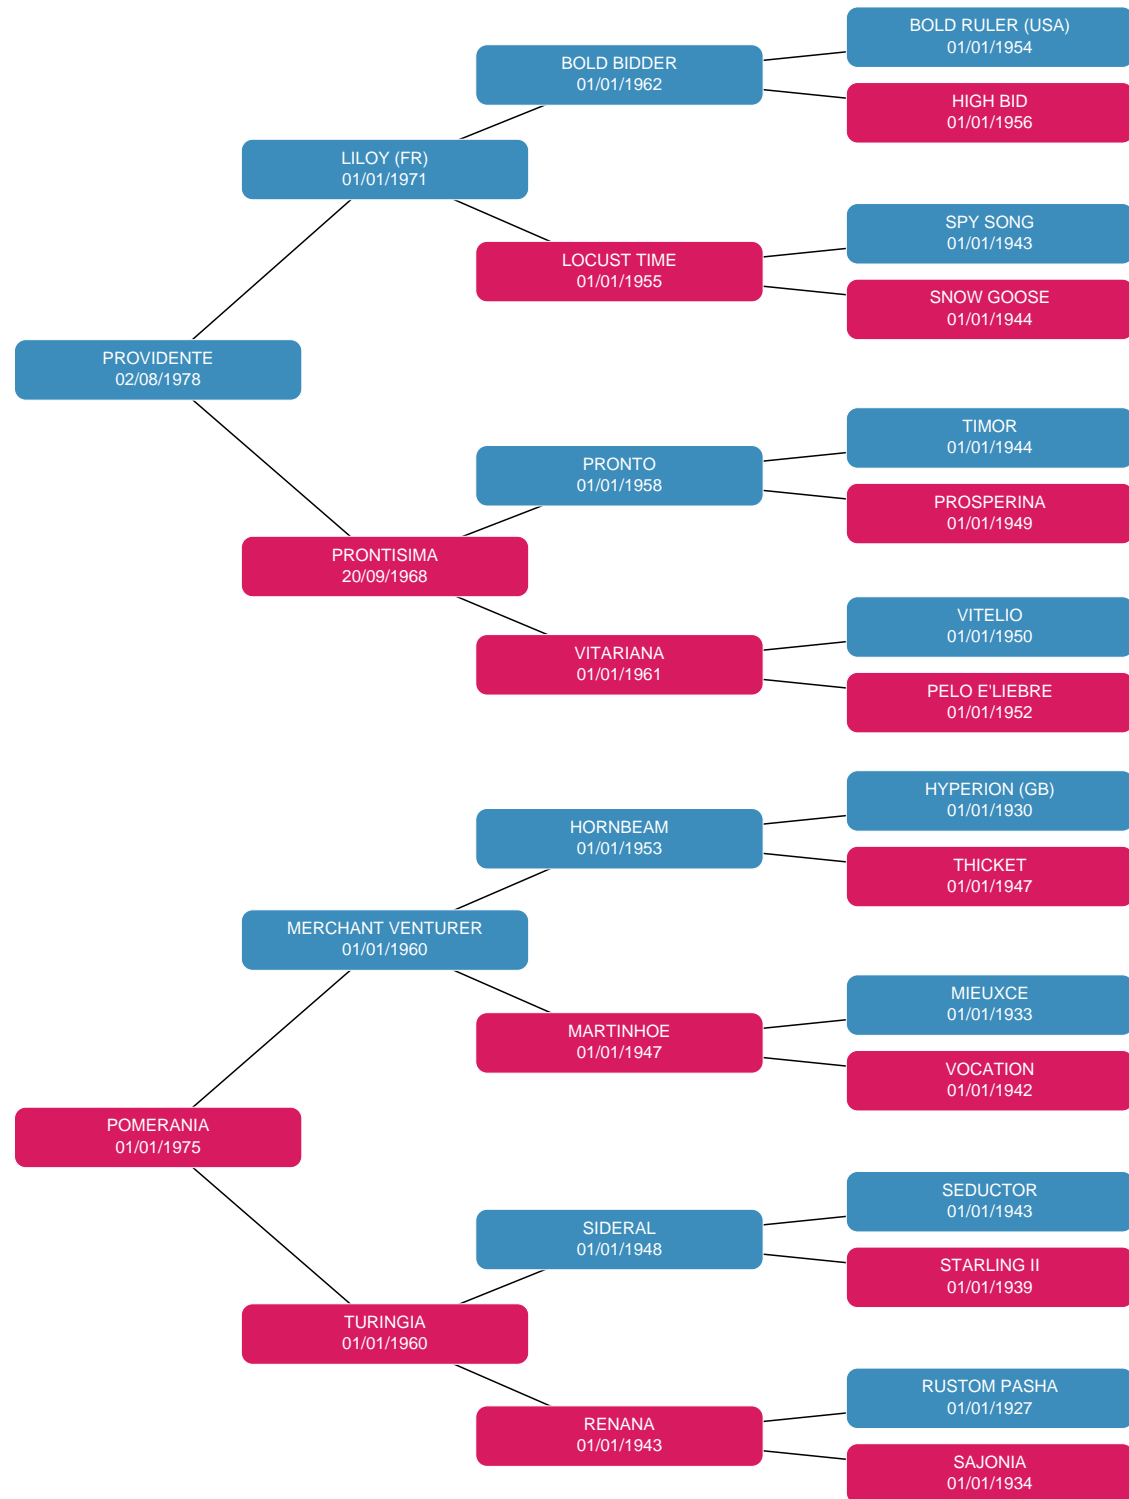 BOLD RULER (USA)
01/01/1954
BOLD BIDDER
01/01/1962
HIGH BID
01/01/1956
LILOY (FR)
01/01/1971
SPY SONG
01/01/1943
LOCUST TIME
01/01/1955
SNOW GOOSE
01/01/1944
PROVIDENTE
02/08/1978
TIMOR
01/01/1944
PRONTO
01/01/1958
PROSPERINA
01/01/1949
PRONTISIMA
20/09/1968
VITELIO
01/01/1950
VITARIANA
01/01/1961
PELO E'LIEBRE
01/01/1952
HYPERION (GB)
01/01/1930
HORNBEAM
01/01/1953
THICKET
01/01/1947
MERCHANT VENTURER
01/01/1960
MIEUXCE
01/01/1933
MARTINHOE
01/01/1947
VOCATION
01/01/1942
POMERANIA
01/01/1975
SEDUCTOR
01/01/1943
SIDERAL
01/01/1948
STARLING II
01/01/1939
TURINGIA
01/01/1960
RUSTOM PASHA
01/01/1927
RENANA
01/01/1943
SAJONIA
01/01/1934